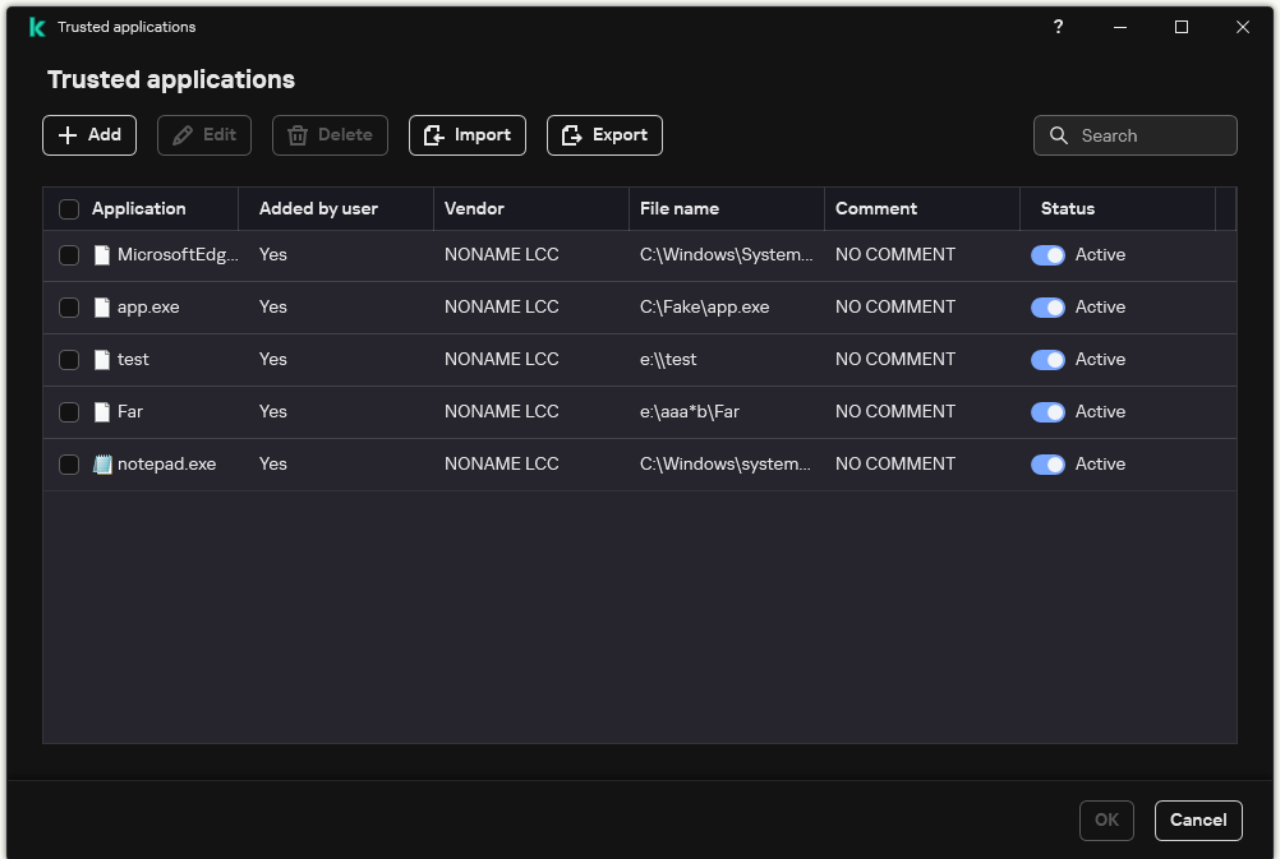 Trusted applications
Trusted applications
Add Edit Delete Import Export Search
Application Added by user Vendor File name Comment Status
MicrosoftEdg... Yes NONAME LCC C:\Windows\System... NO COMMENT Active
app.exe Yes NONAME LCC C:\Fake\app.exe NO COMMENT Active
test Yes NONAME LCC e:\\test NO COMMENT Active
Far Yes NONAME LCC e:\aaa*b\Far NO COMMENT Active
notepad.exe Yes NONAME LCC C:\Windows\system... NO COMMENT Active
OK Cancel